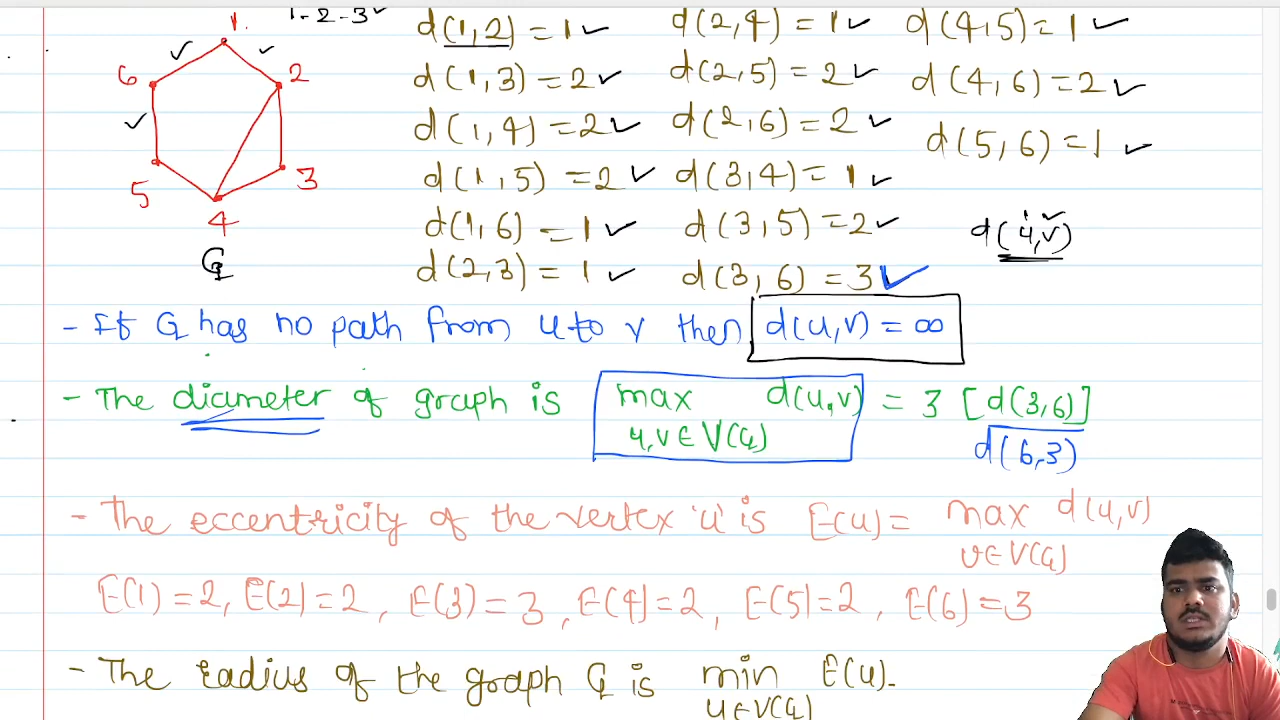 1-2-3✓
d(1,2) = 1 ✓ d(2,4) = 1 ✓ d(4,5) = 1 ✓
d(1,3) = 2 ✓ d(2,5) = 2 ✓ d(4,6) = 2 ✓
d(1,4) = 2 ✓ d(2,6) = 2 ✓ d(5,6) = 1 ✓
d(1,5) = 2 ✓ d(3,4) = 1 ✓
d(1,6) = 1 ✓ d(3,5) = 2 ✓ d(u,v)
d(2,3) = 1 ✓ d(3,6) = 3 ✓
1
6 ✓ ✓ 2
✓
5 3
4
G
- If G has no path from u to v then d(u,v) = ∞
- The diameter of graph is max d(u,v) = 3 [d(3,6)]
u,v∈V(G) d(6,3)
- The eccentricity of the vertex 'u' is E(u) = max d(u,v)
v∈V(G)
E(1) = 2, E(2) = 2, E(3) = 3, E(4) = 2, E(5) = 2, E(6) = 3
- The radius of the graph G is min E(u).
u∈V(G)